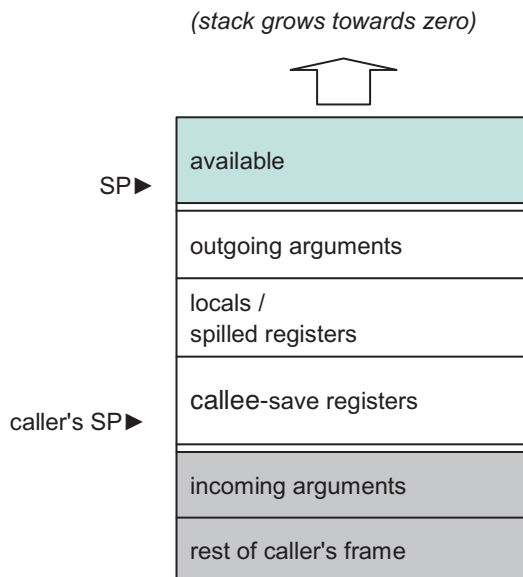 (stack grows towards zero)
available
SP►
outgoing arguments
locals /
spilled registers
callee-save registers
caller's SP►
incoming arguments
rest of caller's frame